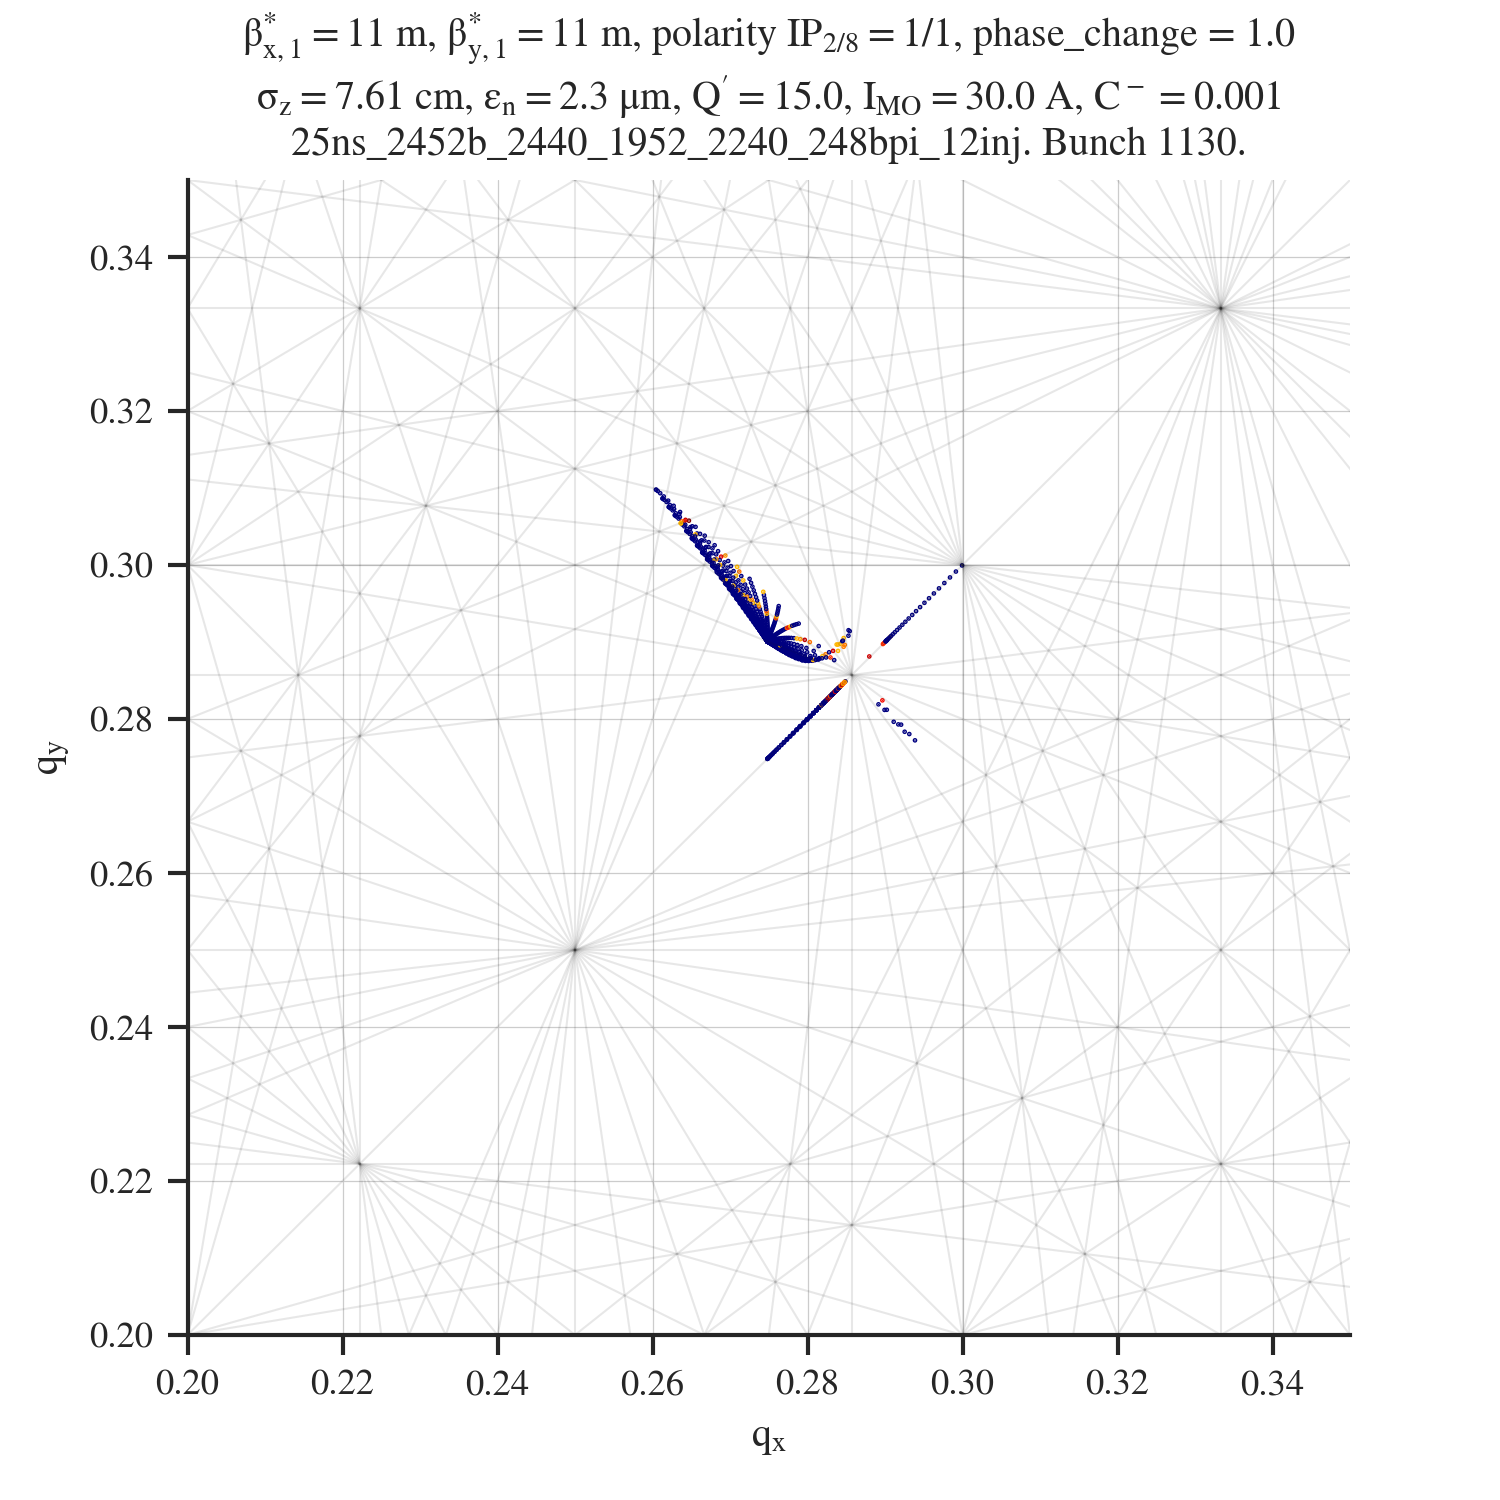 β*x, 1 = 11 m, β*y, 1 = 11 m, polarity IP2/8 = 1/1, phase_change = 1.0
σz = 7.61 cm, εn = 2.3 μm, Q′ = 15.0, IMO = 30.0 A, C− = 0.001
25ns_2452b_2440_1952_2240_248bpi_12inj. Bunch 1130.
0.34
0.32
0.30
0.28
0.26
0.24
0.22
0.20
qy
0.20 0.22 0.24 0.26 0.28 0.30 0.32 0.34
qx